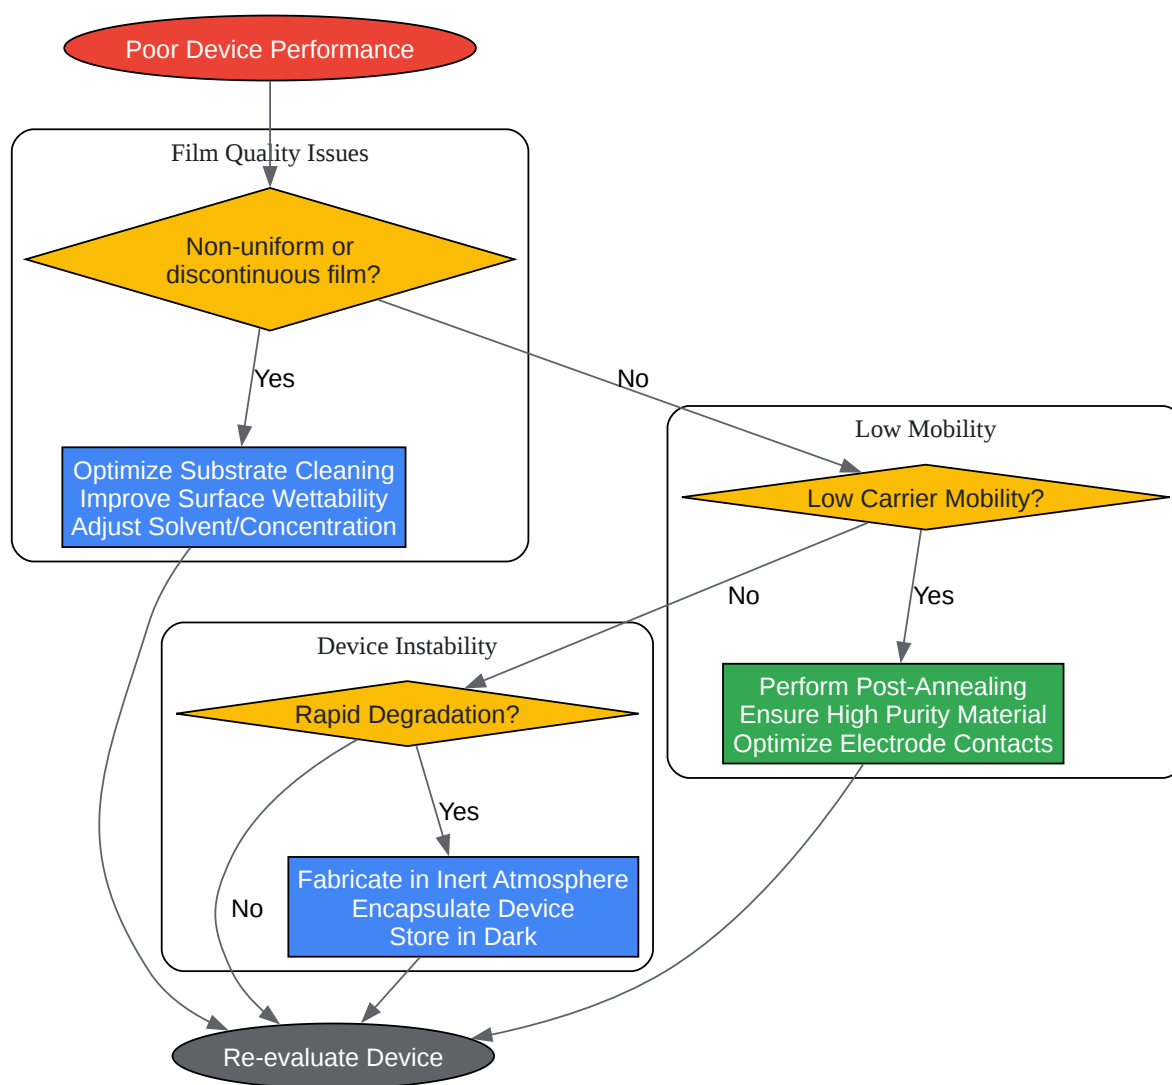 Poor Device Performance
Film Quality Issues
Non-uniform or
discontinuous film?
Yes
No
Optimize Substrate Cleaning
Improve Surface Wettability
Adjust Solvent/Concentration
Low Mobility
Low Carrier Mobility?
No
Yes
Device Instability
Rapid Degradation?
Perform Post-Annealing
Ensure High Purity Material
Optimize Electrode Contacts
Yes
No
Fabricate in Inert Atmosphere
Encapsulate Device
Store in Dark
Re-evaluate Device